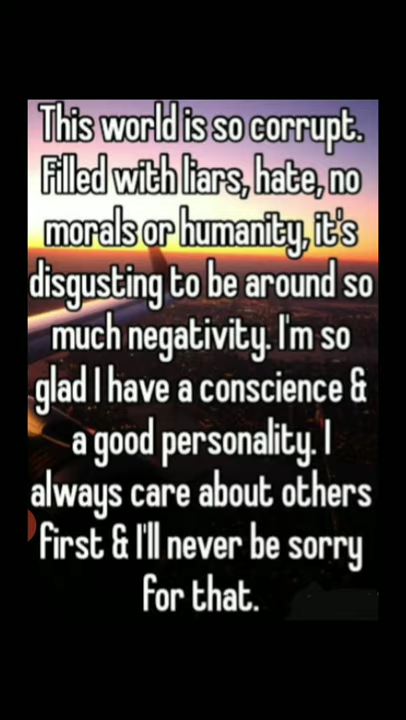 This world is so corrupt.
Filled with liars, hate, no
morals or humanity, it's
disgusting to be around so
much negativity. I'm so
glad I have a conscience &
a good personality. I
always care about others
first & I'll never be sorry
for that.